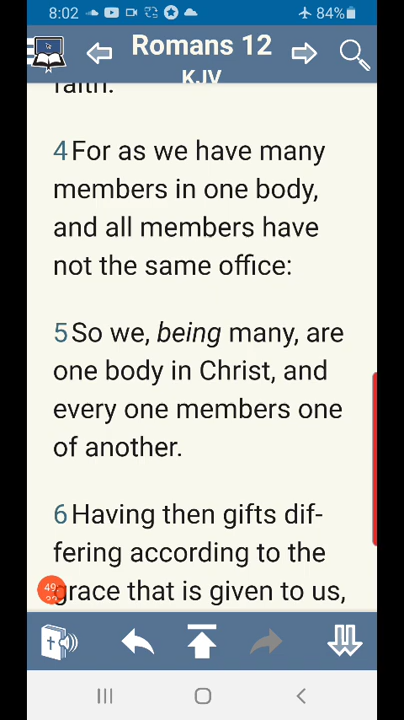 8:02
84%
Romans 12
KJV
faith.
4 For as we have many
members in one body,
and all members have
not the same office:
5 So we, being many, are
one body in Christ, and
every one members one
of another.
6 Having then gifts dif-
fering according to the
grace that is given to us,